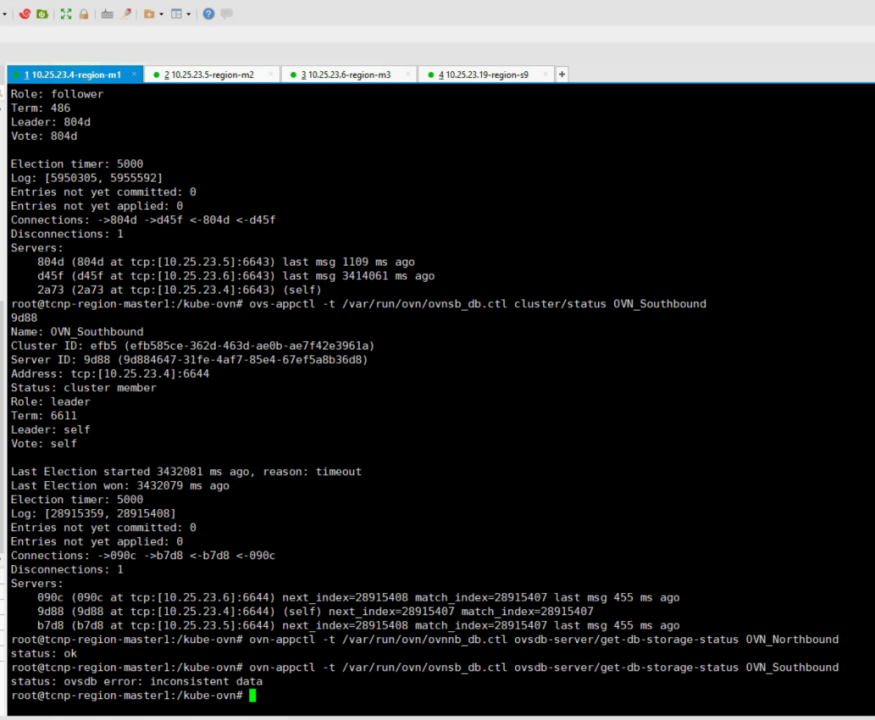 1 10.25.23.4-region-m1
2 10.25.23.5-region-m2
3 10.25.23.6-region-m3
4 10.25.23.19-region-s9
Role: follower
Term: 486
Leader: 804d
Vote: 804d
Election timer: 5000
Log: [5950305, 5955592]
Entries not yet committed: 0
Entries not yet applied: 0
Connections: ->804d ->d45f <-804d <-d45f
Disconnections: 1
Servers:
    804d (804d at tcp:[10.25.23.5]:6643) last msg 1109 ms ago
    d45f (d45f at tcp:[10.25.23.6]:6643) last msg 3414061 ms ago
    2a73 (2a73 at tcp:[10.25.23.4]:6643) (self)
root@tcnp-region-master1:/kube-ovn# ovs-appctl -t /var/run/ovn/ovnsb_db.ctl cluster/status OVN_Southbound
9d88
Name: OVN_Southbound
Cluster ID: efb5 (efb585ce-362d-463d-ae0b-ae7f42e3961a)
Server ID: 9d88 (9d884647-31fe-4af7-85e4-67ef5a8b36d8)
Address: tcp:[10.25.23.4]:6644
Status: cluster member
Role: leader
Term: 6611
Leader: self
Vote: self
Last Election started 3432081 ms ago, reason: timeout
Last Election won: 3432079 ms ago
Election timer: 5000
Log: [28915359, 28915408]
Entries not yet committed: 0
Entries not yet applied: 0
Connections: ->090c ->b7d8 <-b7d8 <-090c
Disconnections: 1
Servers:
    090c (090c at tcp:[10.25.23.6]:6644) next_index=28915408 match_index=28915407 last msg 455 ms ago
    9d88 (9d88 at tcp:[10.25.23.4]:6644) (self) next_index=28915407 match_index=28915407
    b7d8 (b7d8 at tcp:[10.25.23.5]:6644) next_index=28915408 match_index=28915407 last msg 455 ms ago
root@tcnp-region-master1:/kube-ovn# ovn-appctl -t /var/run/ovn/ovnnb_db.ctl ovsdb-server/get-db-storage-status OVN_Northbound
status: ok
root@tcnp-region-master1:/kube-ovn# ovn-appctl -t /var/run/ovn/ovnsb_db.ctl ovsdb-server/get-db-storage-status OVN_Southbound
status: ovsdb error: inconsistent data
root@tcnp-region-master1:/kube-ovn#